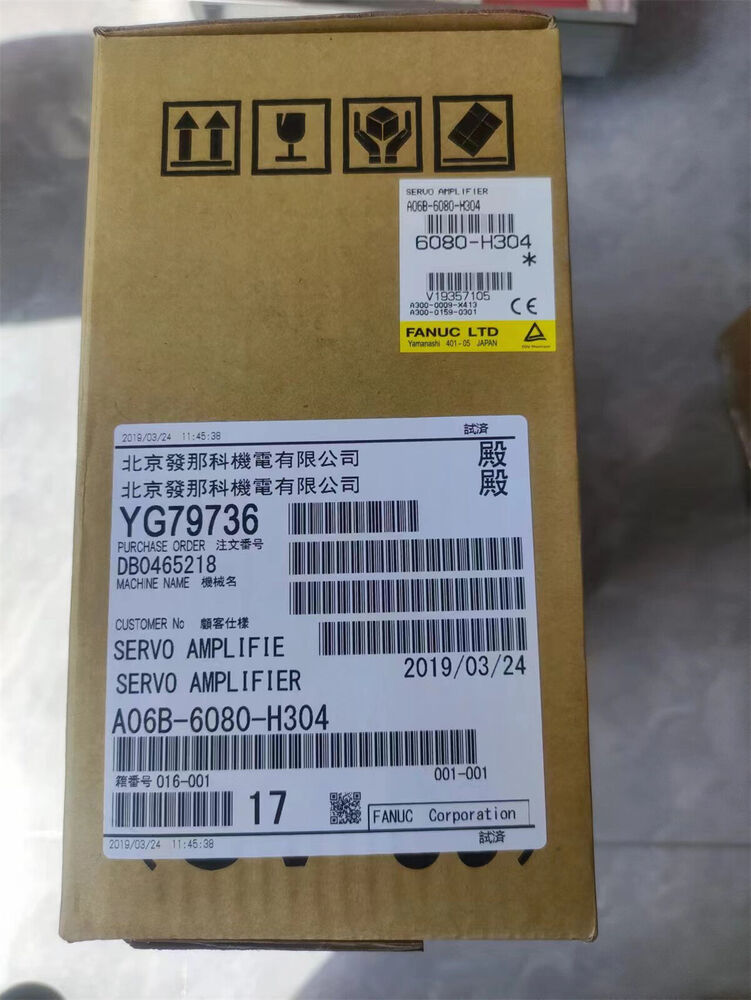 SERVO AMPLIFIER
A06B-6080-H304
6080-H304
*
V19357105
A300-0009-X413
A300-0159-0301
CE
FANUC LTD
Yamanashi 401-05 JAPAN
2019/03/24 11:45:38 試済
北京發那科機電有限公司 殿
北京發那科機電有限公司 殿
YG79736
PURCHASE ORDER 注文番号
DB0465218
MACHINE NAME 機械名
CUSTOMER No 顧客仕様
SERVO AMPLIFIE
2019/03/24
SERVO AMPLIFIER
A06B-6080-H304
箱番号 016-001 001-001
17
FANUC Corporation
2019/03/24 11:45:38 試済